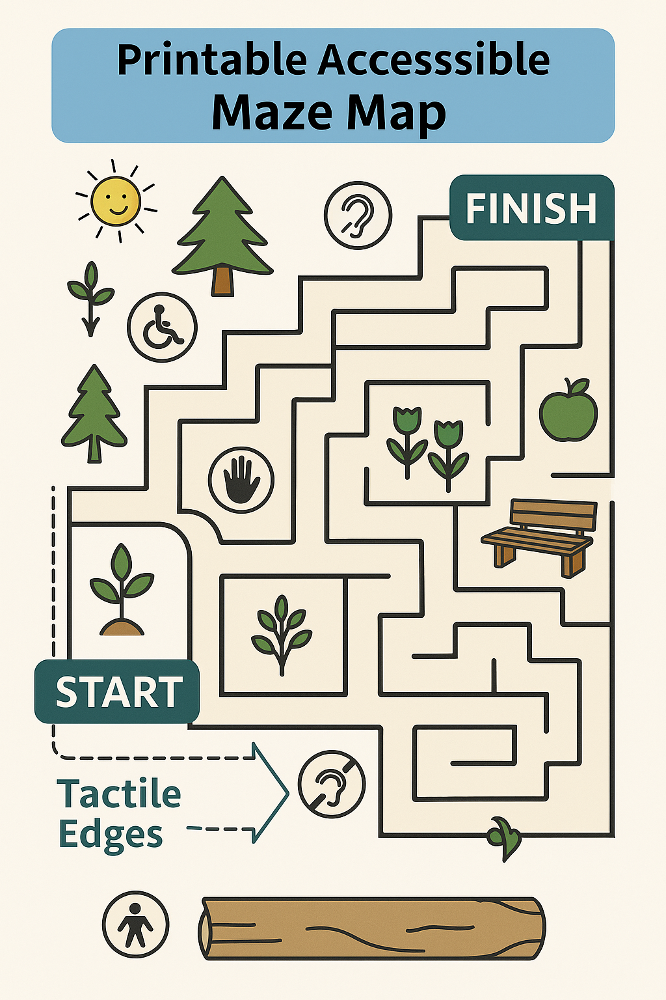 Printable Accesssible
Maze Map
FINISH
START
Tactile
Edges